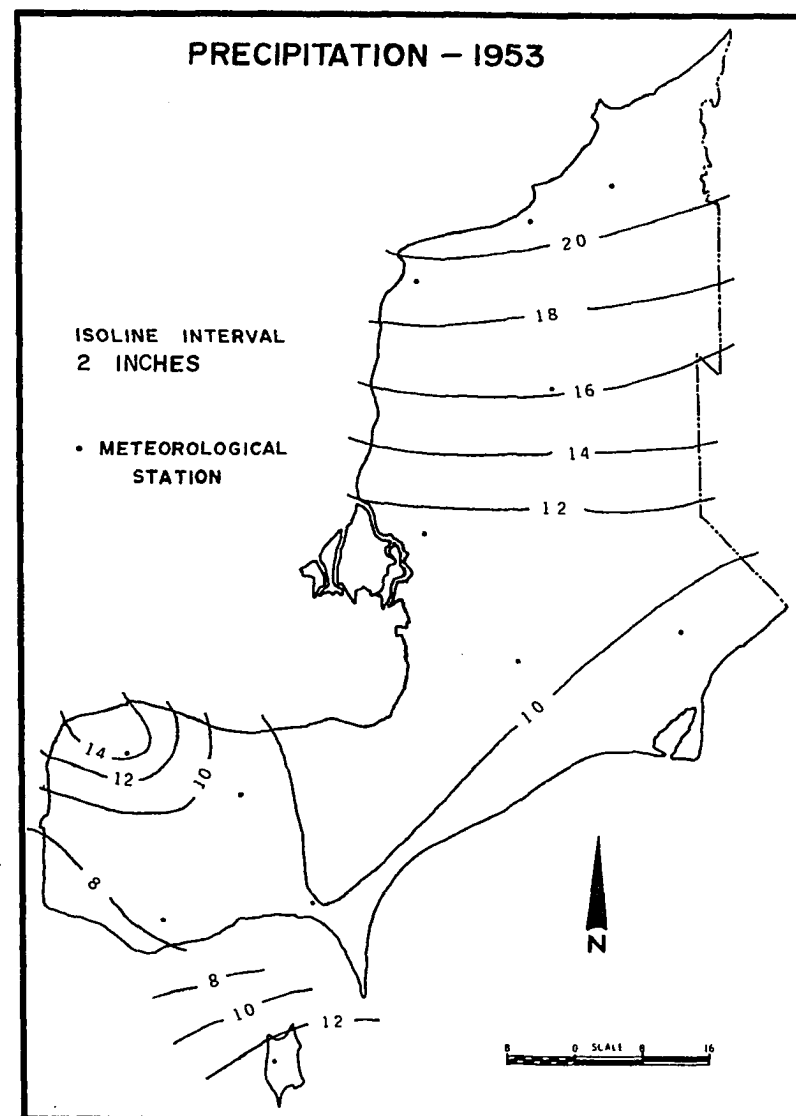 PRECIPITATION – 1953
20
18
ISOLINE INTERVAL
2 INCHES
16
• METEOROLOGICAL
STATION
14
12
10
14
12
10
8
8
10
12
N
8 0 SCALE 8 16